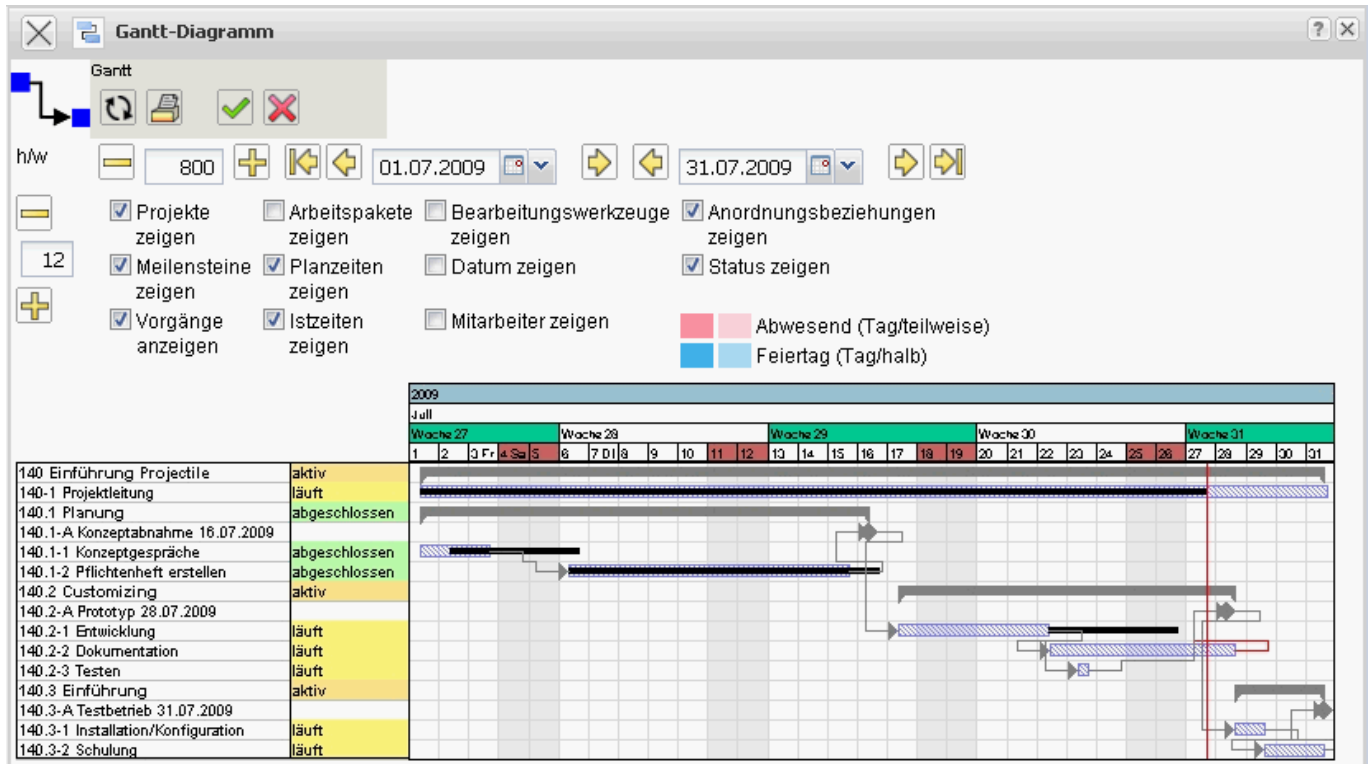 Gantt-Diagramm
?
Gantt
h/w
800
01.07.2009
31.07.2009
12
Projekte zeigen
Arbeitspakete zeigen
Bearbeitungswerkzeuge zeigen
Anordnungsbeziehungen zeigen
Meilensteine zeigen
Planzeiten zeigen
Datum zeigen
Status zeigen
Vorgänge anzeigen
Istzeiten zeigen
Mitarbeiter zeigen
Abwesend (Tag/teilweise)
Feiertag (Tag/halb)
2009
Juli
Woche 27 Woche 28 Woche 29 Woche 30 Woche 31
1 2 3 Fr 4 Sa 5 6 7 Di 8 9 10 11 12 13 14 15 16 17 18 19 20 21 22 23 24 25 26 27 28 29 30 31
140 Einführung Projectile aktiv
140-1 Projektleitung läuft
140.1 Planung abgeschlossen
140.1-A Konzeptabnahme 16.07.2009
140.1-1 Konzeptgespräche abgeschlossen
140.1-2 Pflichtenheft erstellen abgeschlossen
140.2 Customizing aktiv
140.2-A Prototyp 28.07.2009
140.2-1 Entwicklung läuft
140.2-2 Dokumentation läuft
140.2-3 Testen läuft
140.3 Einführung aktiv
140.3-A Testbetrieb 31.07.2009
140.3-1 Installation/Konfiguration läuft
140.3-2 Schulung läuft